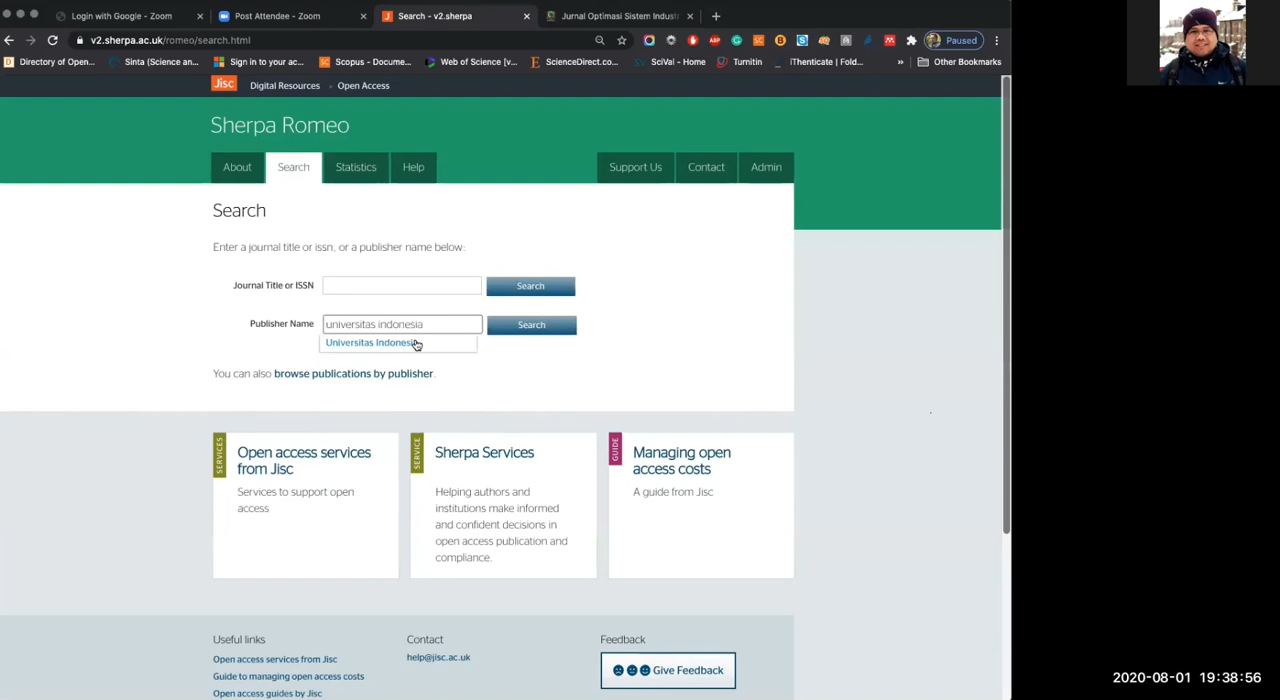 Login with Google - Zoom
Post Attendee - Zoom
Search - v2.sherpa
Jurnal Optimasi Sistem Industri
v2.sherpa.ac.uk/romeo/search.html
ABP
Paused
Directory of Open...
Sinta (Science an...
Sign in to your ac...
Scopus - Docume...
Web of Science [v...
ScienceDirect.co...
SciVal - Home
Turnitin
iThenticate | Fold...
»
Other Bookmarks
Jisc
Digital Resources
Open Access
Sherpa Romeo
About
Search
Statistics
Help
Support Us
Contact
Admin
Search
Enter a journal title or issn, or a publisher name below:
Journal Title or ISSN
Search
Publisher Name
universitas indonesia
Search
Universitas Indonesia
You can also browse publications by publisher.
SERVICES
Open access services
from Jisc
Services to support open
access
SERVICE
Sherpa Services
Helping authors and
institutions make informed
and confident decisions in
open access publication and
compliance.
GUIDE
Managing open
access costs
A guide from Jisc
Useful links
Open access services from Jisc
Guide to managing open access costs
Open access guides by Jisc
Contact
help@jisc.ac.uk
Feedback
Give Feedback
2020-08-01 19:38:56